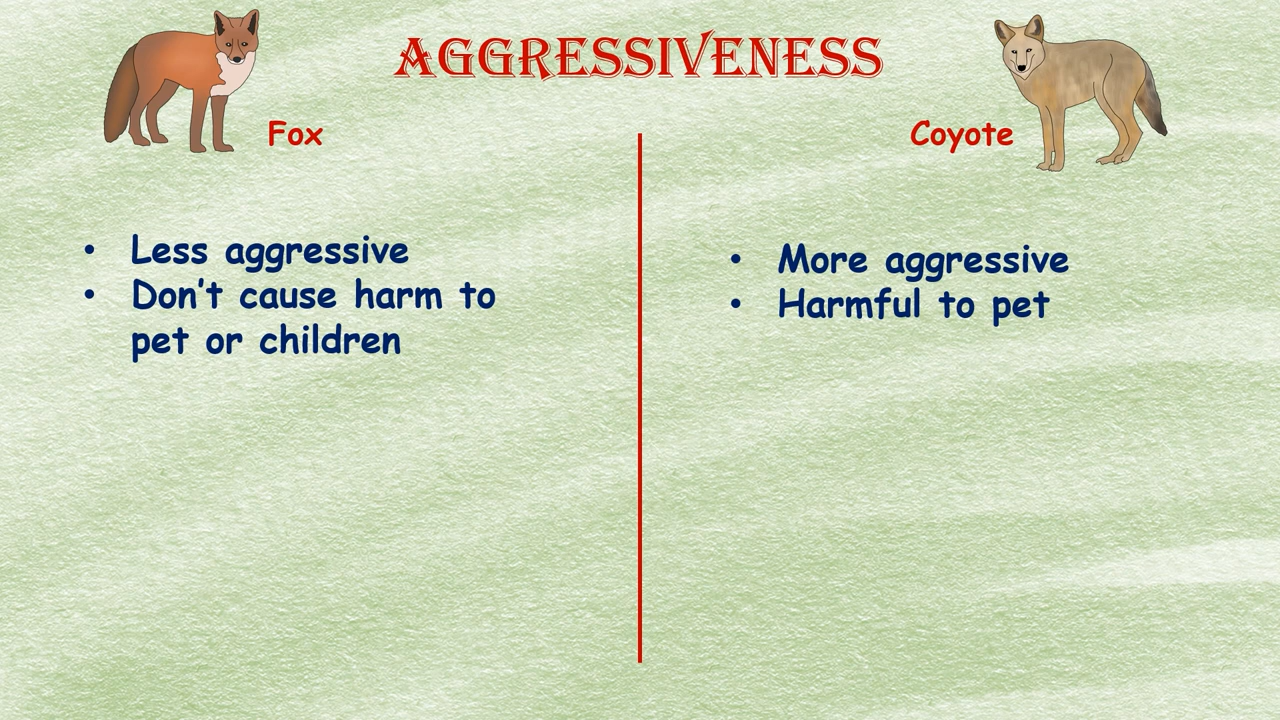 AGGRESSIVENESS
Fox
Coyote
• Less aggressive
• Don't cause harm to
pet or children
• More aggressive
• Harmful to pet